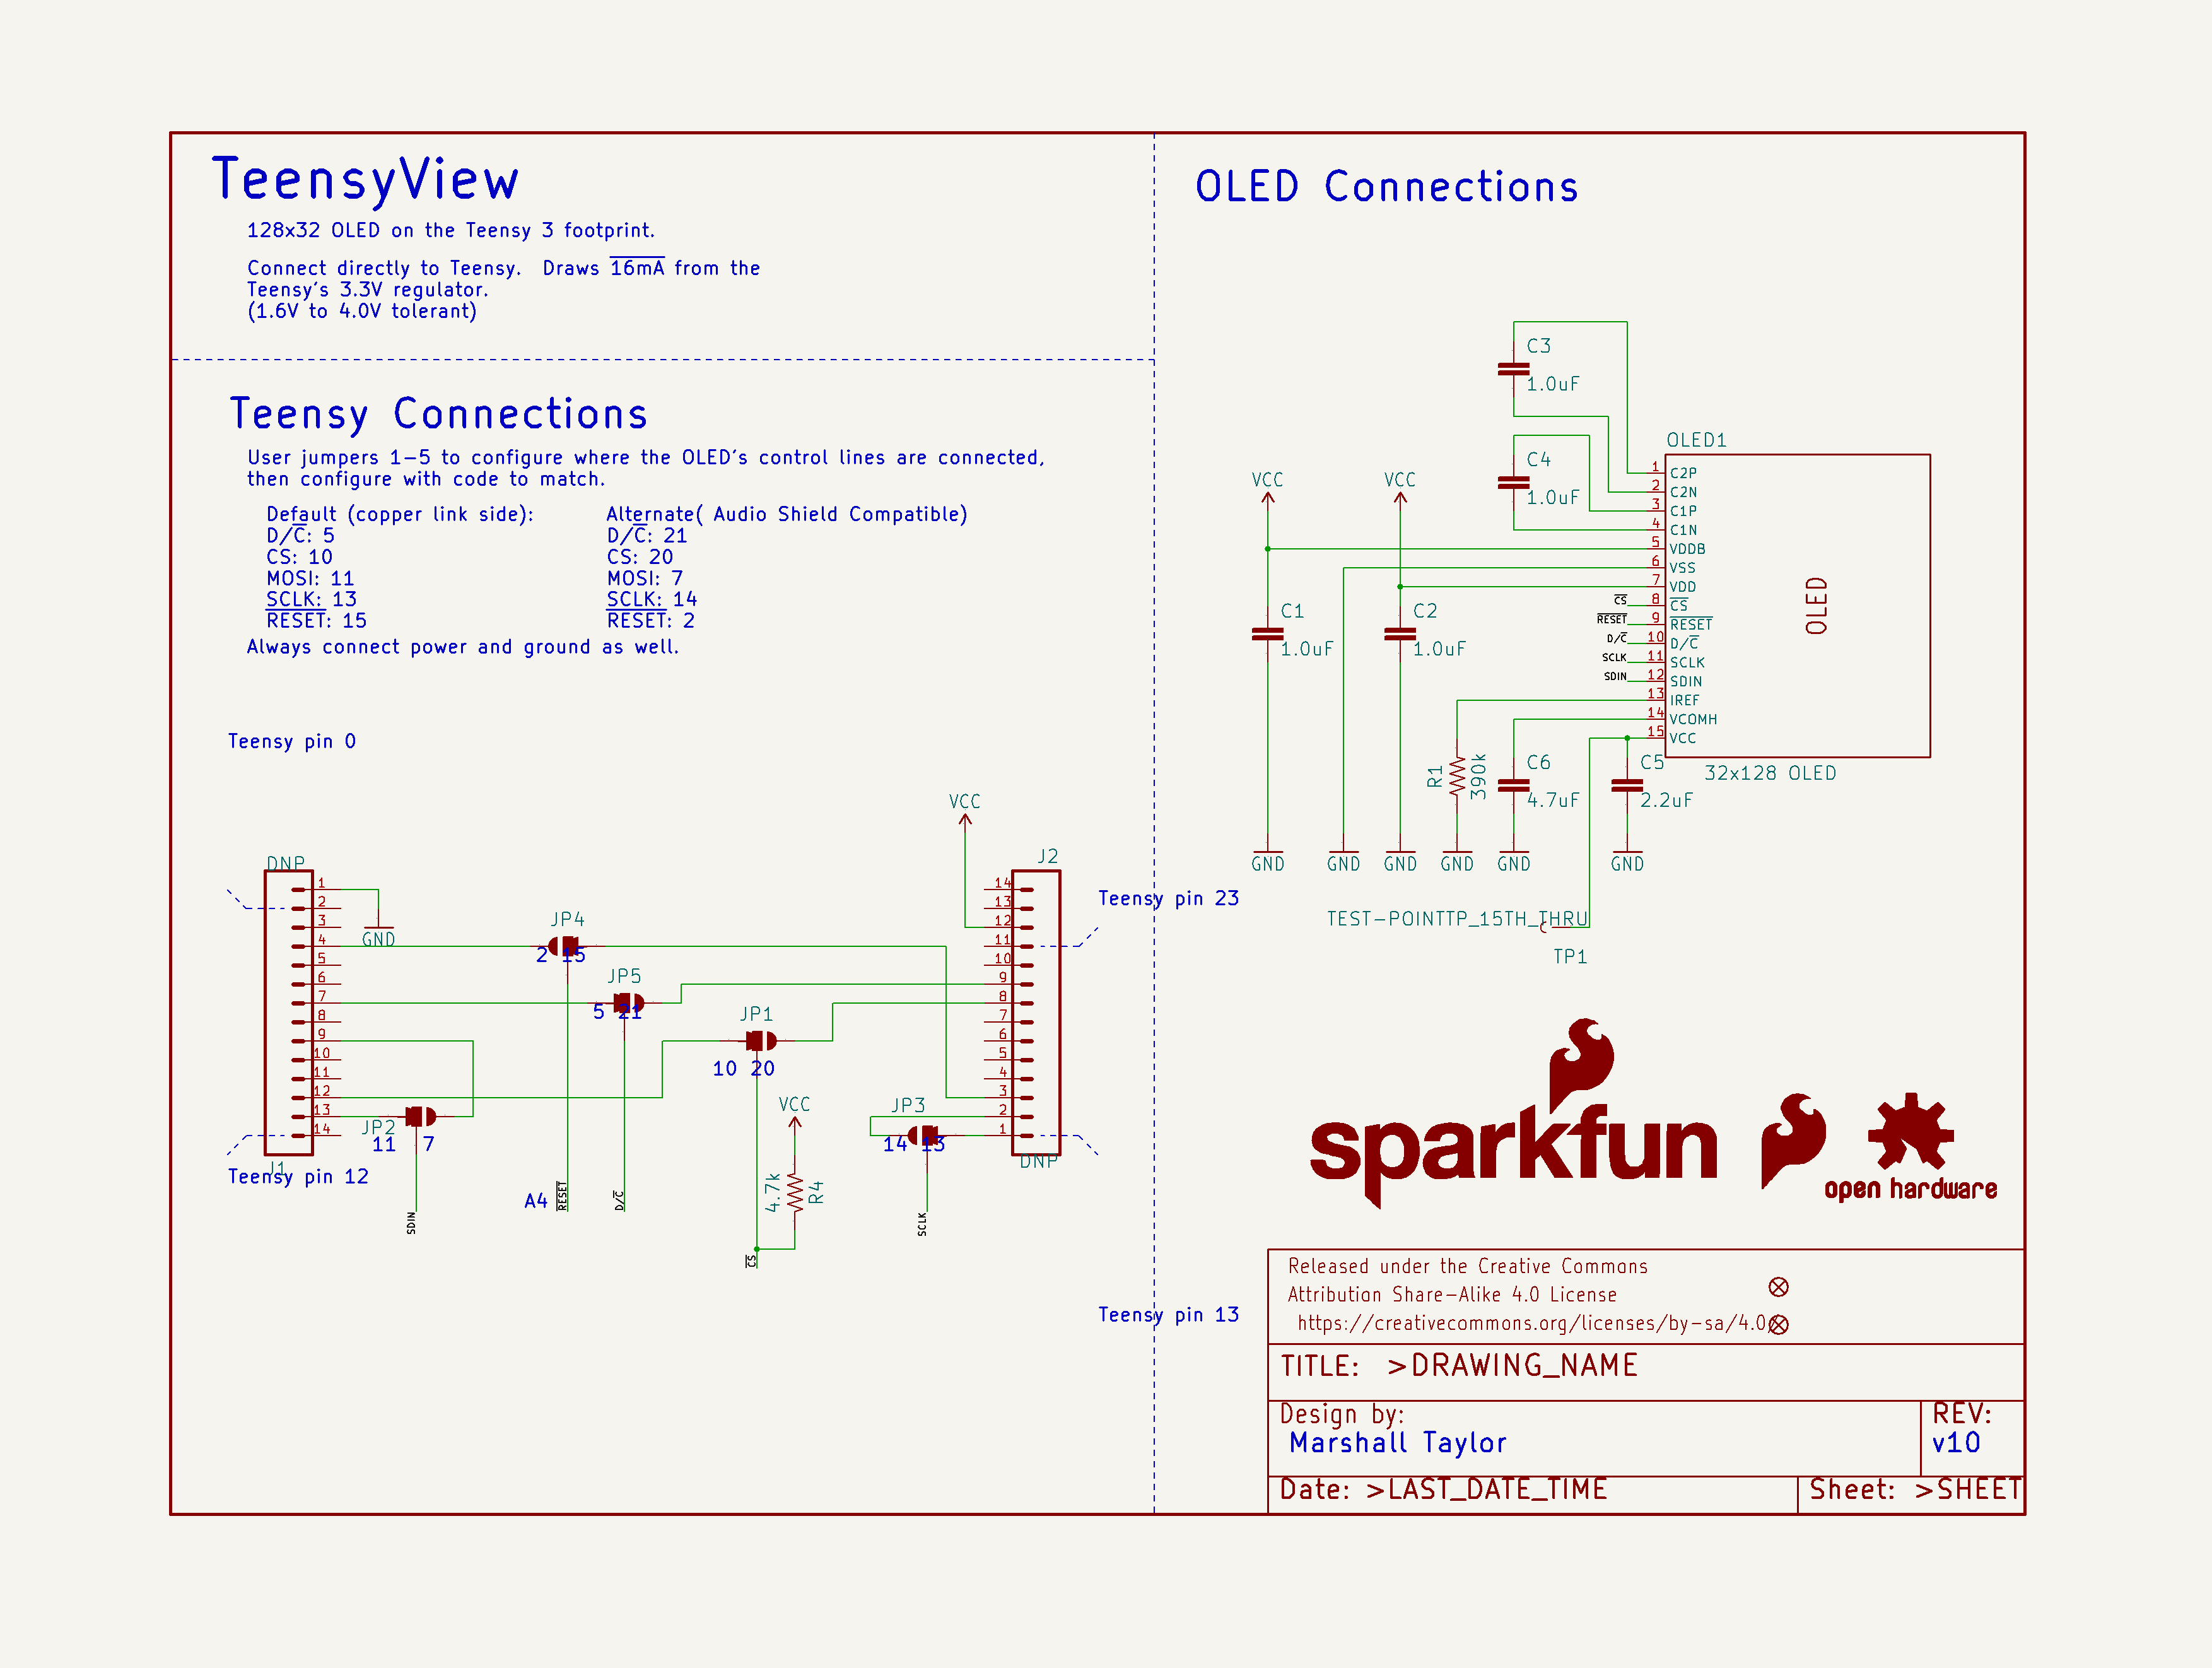 TeensyView
128x32 OLED on the Teensy 3 footprint.
Connect directly to Teensy.  Draws 16mA from the
Teensy's 3.3V regulator.
(1.6V to 4.0V tolerant)
Teensy Connections
User jumpers 1-5 to configure where the OLED's control lines are connected,
then configure with code to match.
Default (copper link side):
D/C: 5
CS: 10
MOSI: 11
SCLK: 13
RESET: 15
Alternate( Audio Shield Compatible)
D/C: 21
CS: 20
MOSI: 7
SCLK: 14
RESET: 2
Always connect power and ground as well.
Teensy pin 0
DNP
1
2
3
4
5
6
7
8
9
10
11
12
13
14
J1
Teensy pin 12
GND
JP4
2 15
JP5
5 21
JP1
10 20
JP2
11 7
JP3
14 13
VCC
VCC
4.7k
R4
SDIN
A4
RESET
D/C
CS
SCLK
J2
14
13
12
11
10
9
8
7
6
5
4
3
2
1
DNP
Teensy pin 23
Teensy pin 13
OLED Connections
C3
1.0uF
C4
1.0uF
VCC
VCC
C1
1.0uF
C2
1.0uF
OLED1
1 C2P
2 C2N
3 C1P
4 C1N
5 VDDB
6 VSS
7 VDD
CS 8 CS
RESET 9 RESET
D/C 10 D/C
SCLK 11 SCLK
SDIN 12 SDIN
13 IREF
14 VCOMH
15 VCC
OLED
32x128 OLED
R1
390k
C6
4.7uF
C5
2.2uF
GND
GND
GND
GND
GND
GND
TEST-POINTTP_15TH_THRU
TP1
sparkfun
open hardware
Released under the Creative Commons
Attribution Share-Alike 4.0 License
https://creativecommons.org/licenses/by-sa/4.0/
TITLE: >DRAWING_NAME
Design by:
Marshall Taylor
REV:
v10
Date: >LAST_DATE_TIME
Sheet: >SHEET